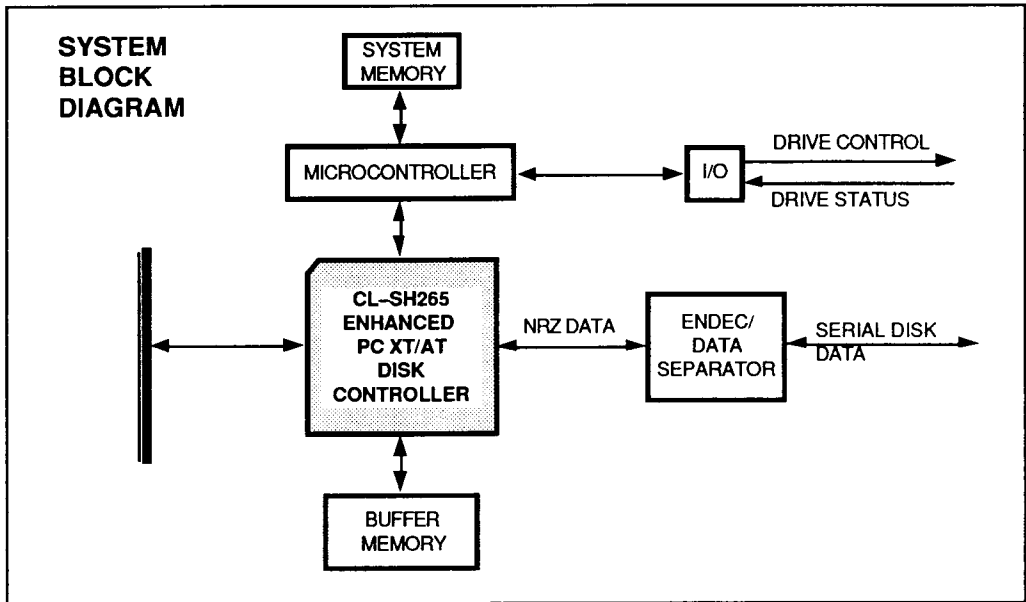 SYSTEM
BLOCK
DIAGRAM
SYSTEM
MEMORY
MICROCONTROLLER
I/O
DRIVE CONTROL
DRIVE STATUS
CL–SH265
ENHANCED
PC XT/AT
DISK
CONTROLLER
NRZ DATA
ENDEC/
DATA
SEPARATOR
SERIAL DISK
DATA
BUFFER
MEMORY